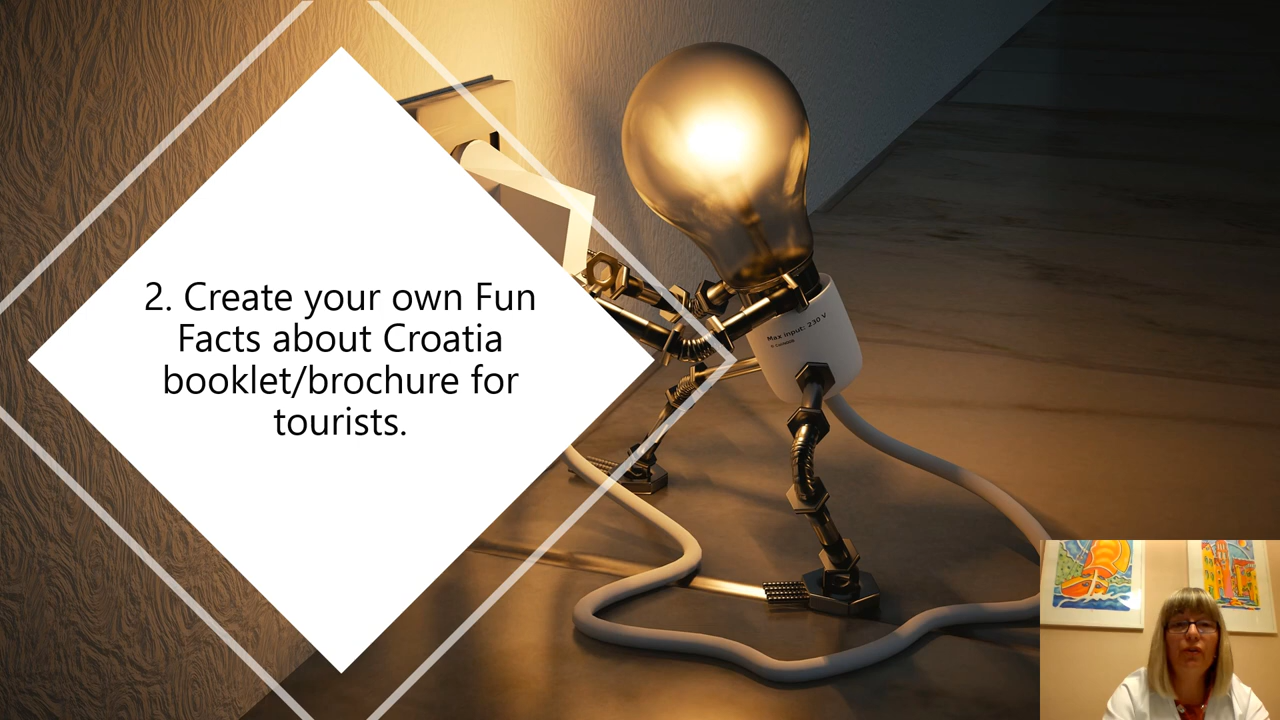 2. Create your own Fun
Facts about Croatia
booklet/brochure for
tourists.
Max input: 230 V